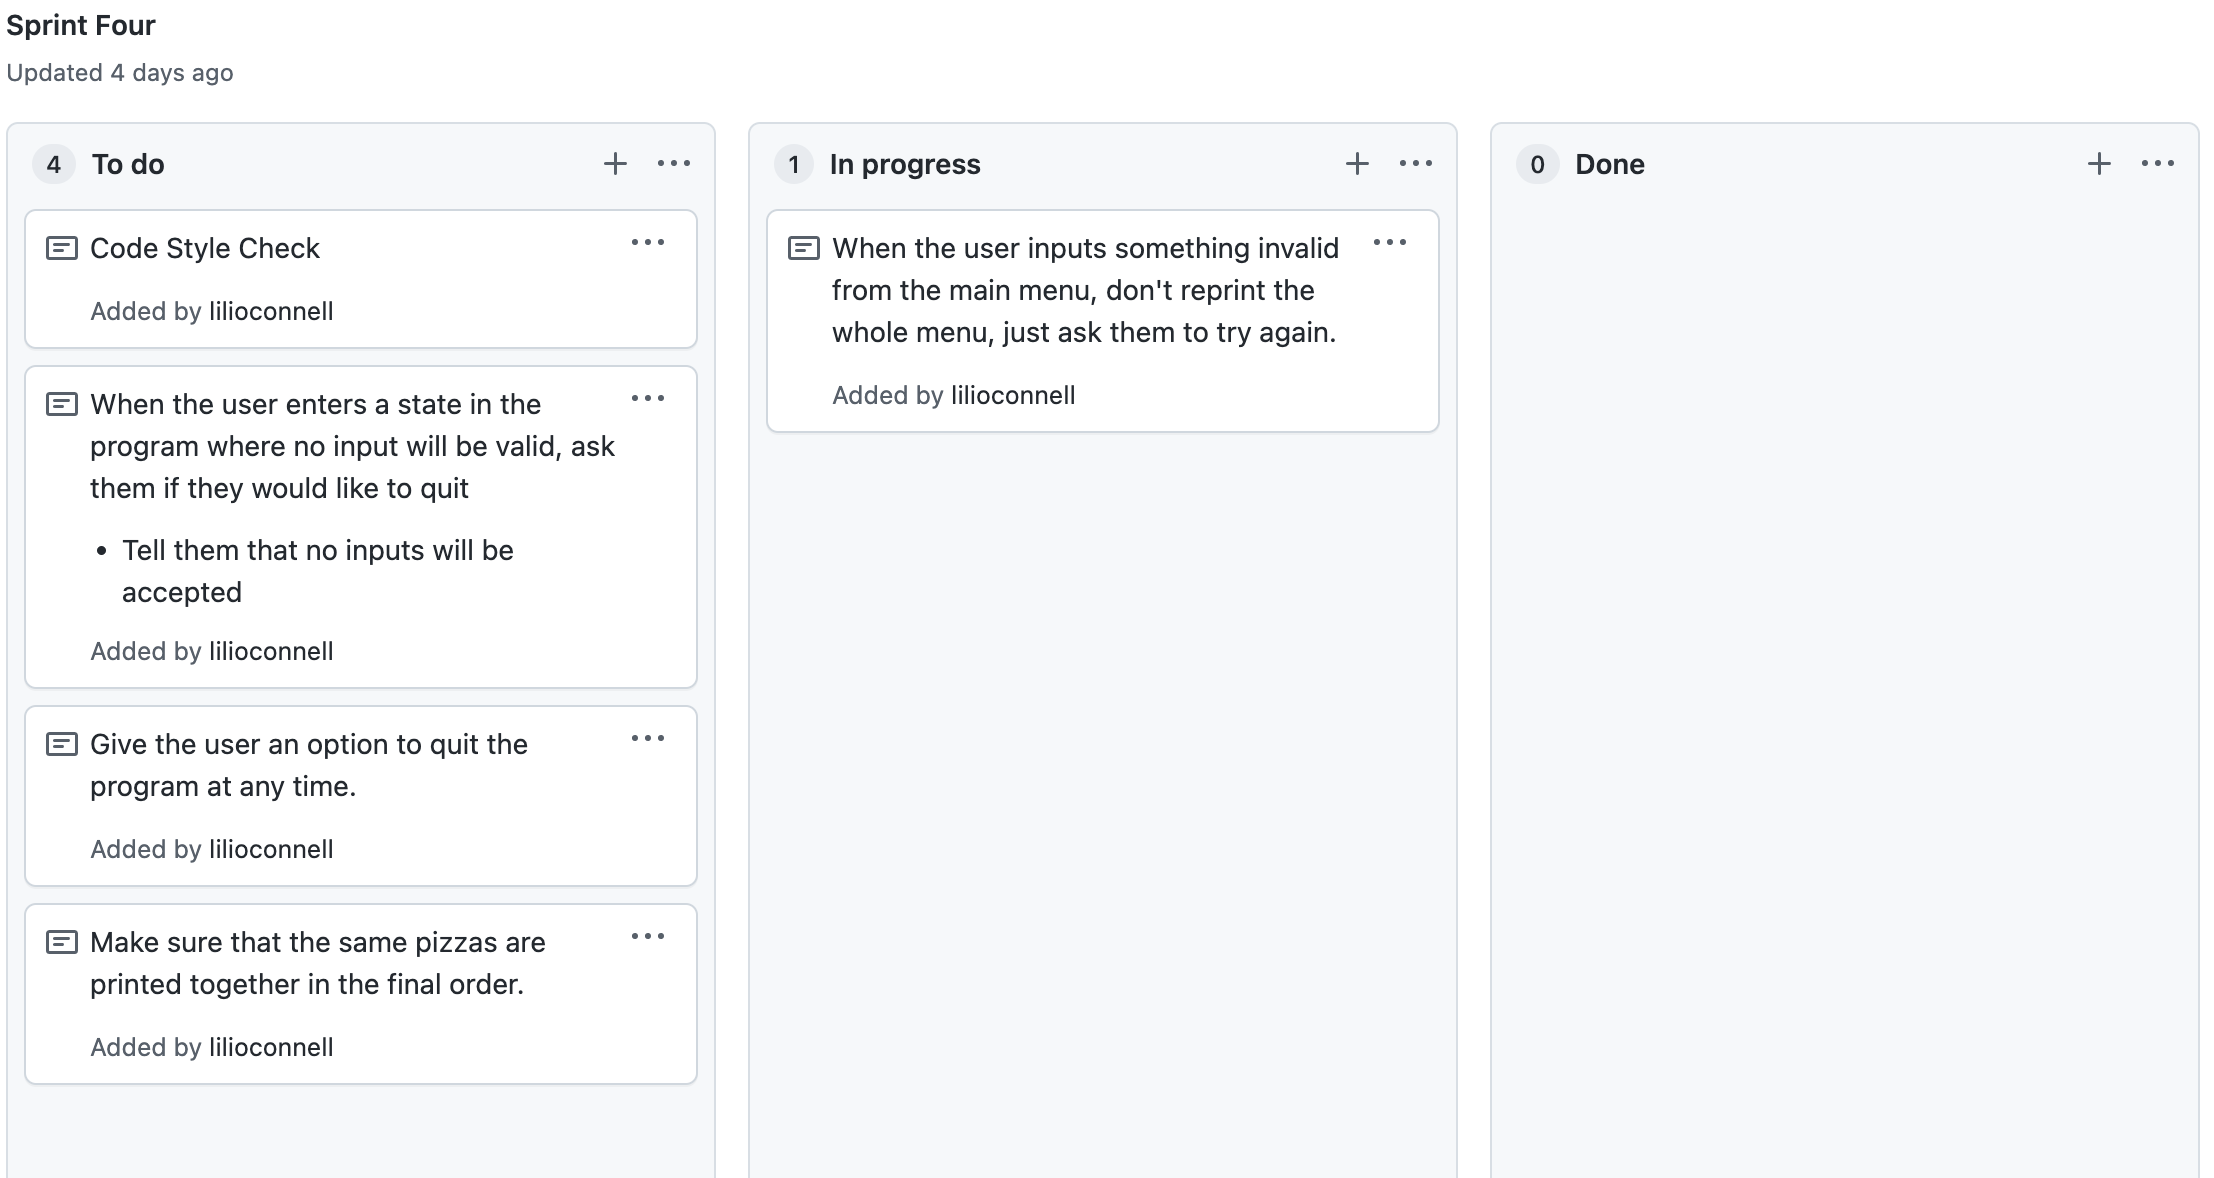 Sprint Four
Updated 4 days ago
4 To do
Code Style Check
Added by lilioconnell
When the user enters a state in the
program where no input will be valid, ask
them if they would like to quit
• Tell them that no inputs will be
accepted
Added by lilioconnell
Give the user an option to quit the
program at any time.
Added by lilioconnell
Make sure that the same pizzas are
printed together in the final order.
Added by lilioconnell
1 In progress
When the user inputs something invalid
from the main menu, don't reprint the
whole menu, just ask them to try again.
Added by lilioconnell
0 Done